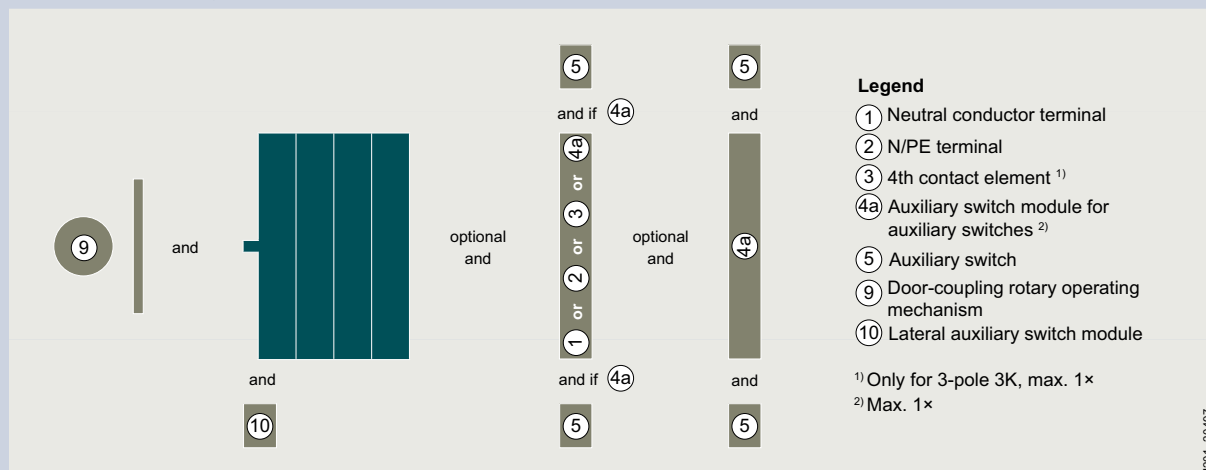 5
5
and if 4a
and
9
and
optional
and
1 or 2 or 3 or 4a
optional
and
4a
and
and if 4a
and
10
5
5
Legend
1 Neutral conductor terminal
2 N/PE terminal
3 4th contact element 1)
4a Auxiliary switch module for
auxiliary switches 2)
5 Auxiliary switch
9 Door-coupling rotary operating
mechanism
10 Lateral auxiliary switch module
1) Only for 3-pole 3K, max. 1×
2) Max. 1×